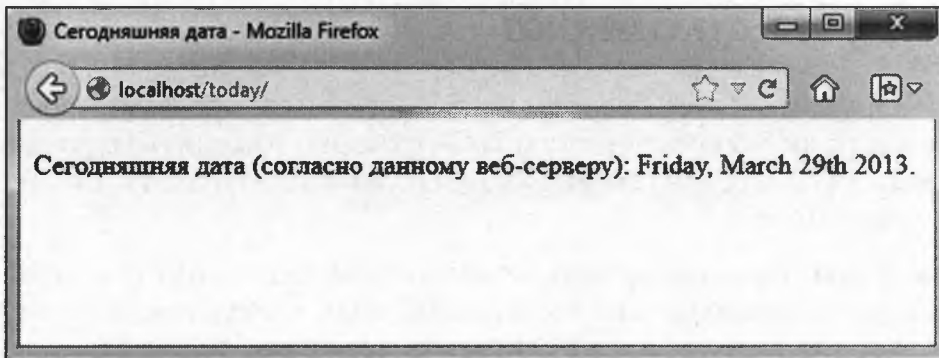 Сегодняшняя дата - Mozilla Firefox
localhost/today/
Сегодняшняя дата (согласно данному веб-серверу): Friday, March 29th 2013.